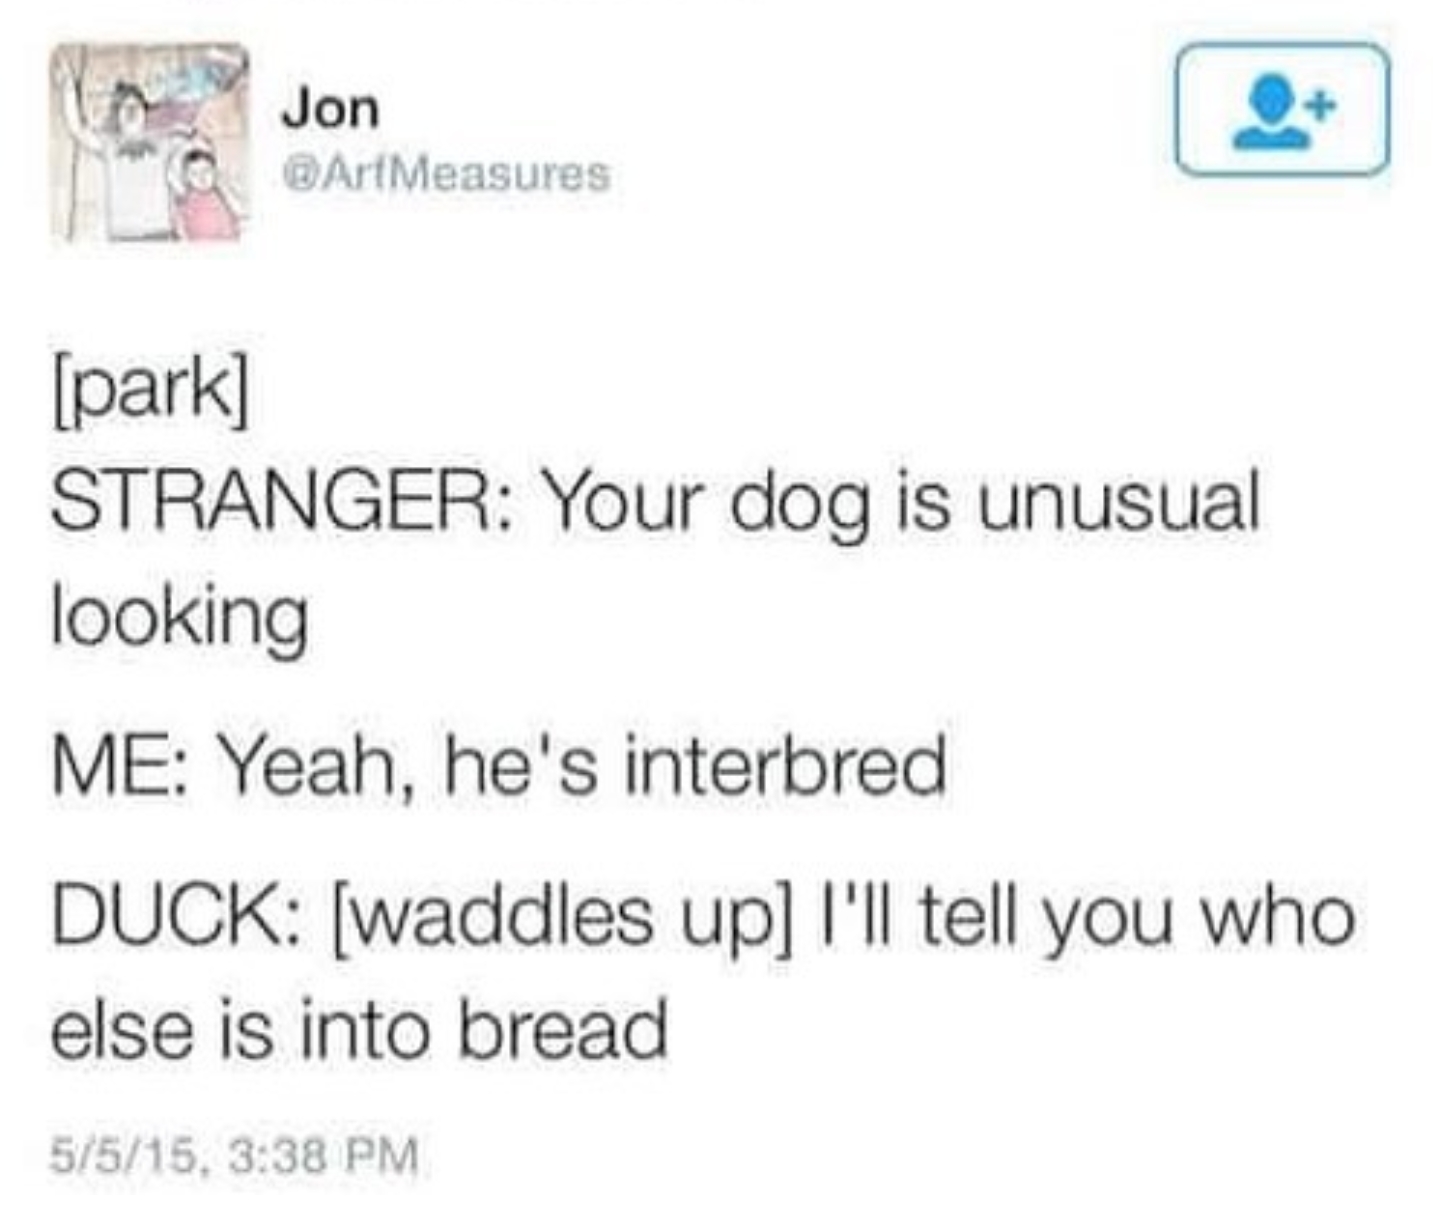 Jon
@ArfMeasures
[park]
STRANGER: Your dog is unusual
looking
ME: Yeah, he's interbred
DUCK: [waddles up] I'll tell you who
else is into bread
5/5/15, 3:38 PM